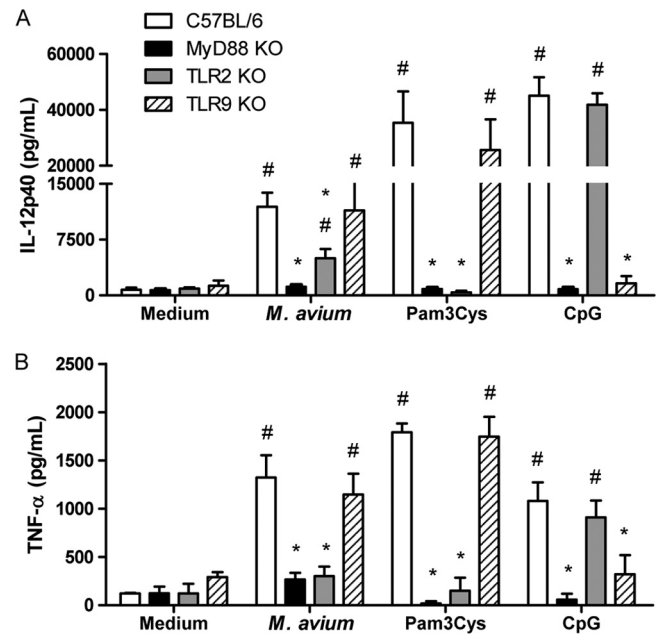 A
C57BL/6
MyD88 KO
TLR2 KO
TLR9 KO
IL-12p40 (pg/mL)
60000
40000
20000
15000
7500
0
# * * # # # * * # # * # *
Medium M. avium Pam3Cys CpG
B
TNF-α (pg/mL)
2500
2000
1500
1000
500
0
# * * # # * * # # * # *
Medium M. avium Pam3Cys CpG